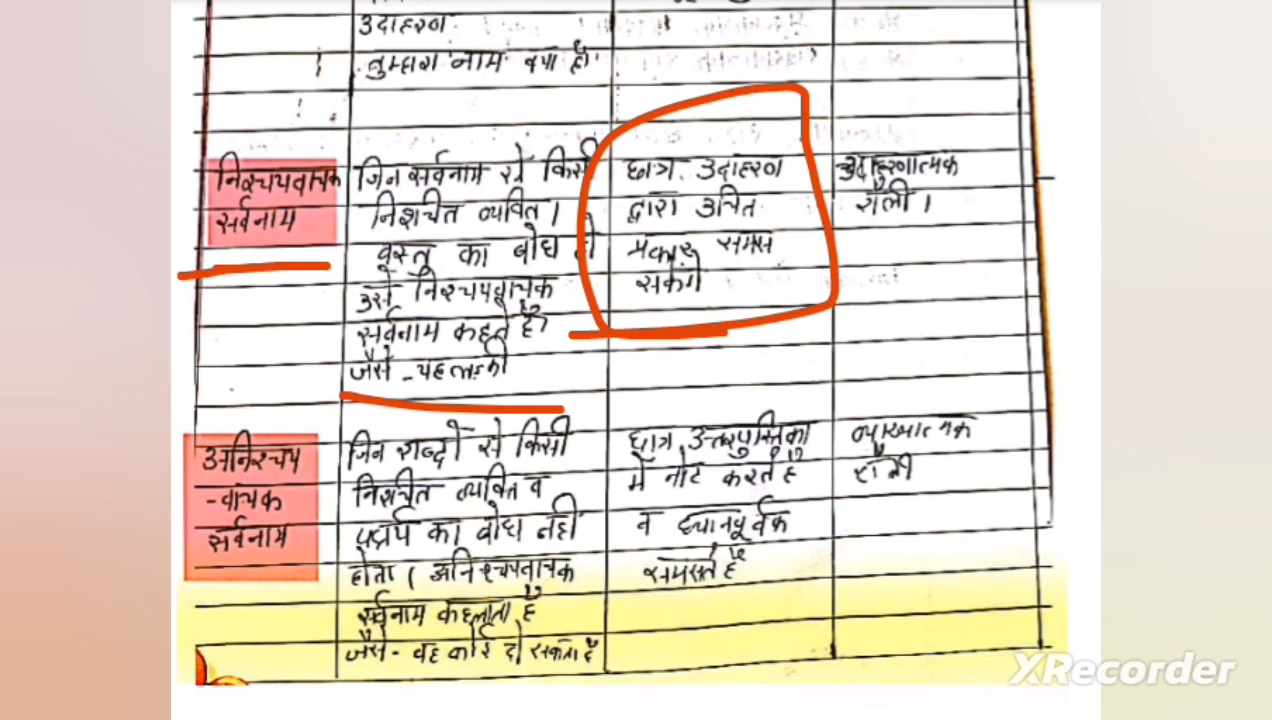 उदाहरण
तुम्हारा नाम क्या है
निश्चयवाचक
सर्वनाम
जिन सर्वनाम से किसी
निश्चित व्यक्ति।
वस्तु का बोध हो
उसे निश्चयवाचक
सर्वनाम कहते हैं
जैसे - यह लड़की
छात्र उदाहरण
द्वारा उचित
प्रकार समझ
सकेंगे
उदाहरणात्मक
शैली।
अनिश्चय
-वाचक
सर्वनाम
जिन शब्दों से किसी
निश्चित व्यक्ति व
पदार्थ का बोध नही
होता। अनिश्चयवाचक
सर्वनाम कहलाता है
जैसे - वह कोई हो सकता है
छात्र उत्तरपुस्तिका
में नोट करते है
व ध्यानपूर्वक
समझते है
व्याख्यात्मक
शैली
XRecorder